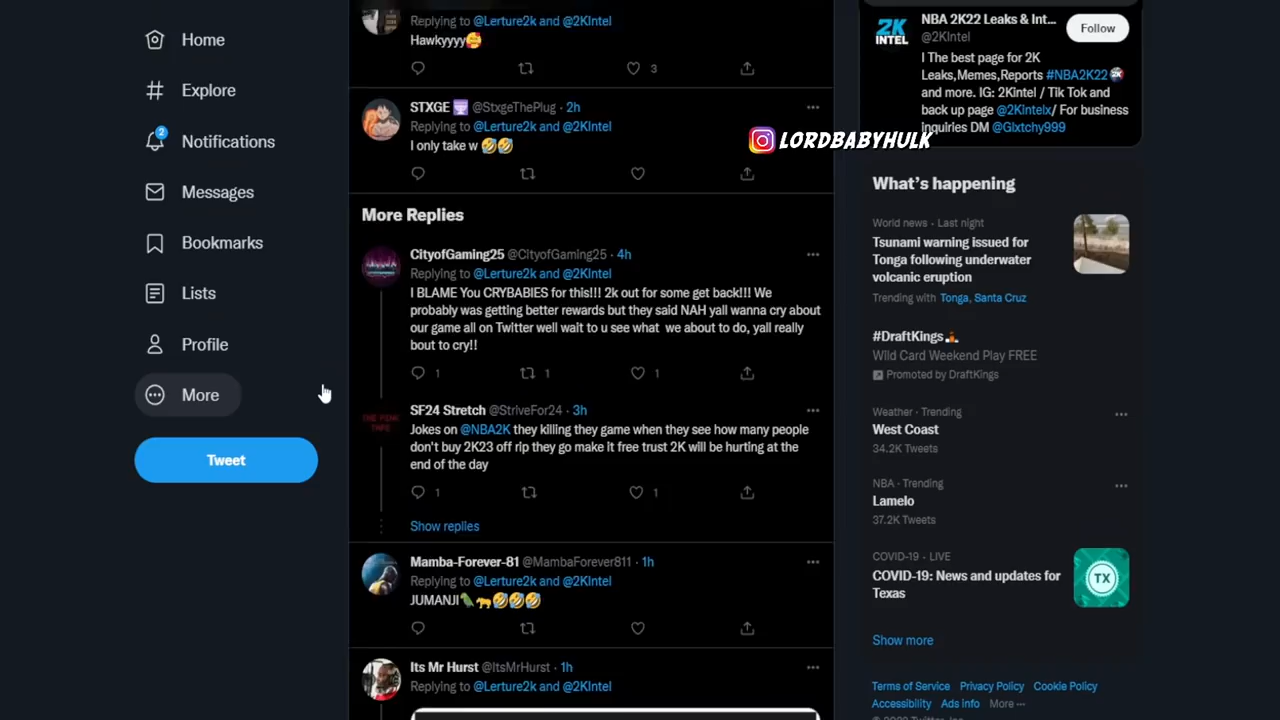 Home
Explore
2
Notifications
Messages
Bookmarks
Lists
Profile
More
Tweet
Replying to @Lerture2k and @2KIntel
Hawkyyyy🥰
3
STXGE @StxgeThePlug · 2h
Replying to @Lerture2k and @2KIntel
I only take w 🤣🤣
More Replies
CityofGaming25 @CityofGaming25 · 4h
Replying to @Lerture2k and @2KIntel
I BLAME You CRYBABIES for this!!! 2k out for some get back!!! We
probably was getting better rewards but they said NAH yall wanna cry about
our game all on Twitter well wait to u see what we about to do, yall really
bout to cry!!
1 1 1
SF24 Stretch @StriveFor24 · 3h
Jokes on @NBA2K they killing they game when they see how many people
don't buy 2K23 off rip they go make it free trust 2K will be hurting at the
end of the day
1 1
Show replies
Mamba-Forever-81 @MambaForever811 · 1h
Replying to @Lerture2k and @2KIntel
JUMANJI🦜🐆🤣🤣🤣
Its Mr Hurst @ItsMrHurst · 1h
Replying to @Lerture2k and @2KIntel
2K
INTEL
NBA 2K22 Leaks & Int...
@2KIntel
Follow
I The best page for 2K
Leaks,Memes,Reports #NBA2K22
and more. IG: 2Kintel / Tik Tok and
back up page @2Kintelx/ For business
inquiries DM @Glxtchy999
LORDBABYHULK
What's happening
World news · Last night
Tsunami warning issued for
Tonga following underwater
volcanic eruption
Trending with Tonga, Santa Cruz
#DraftKings
Wild Card Weekend Play FREE
Promoted by DraftKings
Weather · Trending
West Coast
34.2K Tweets
NBA · Trending
Lamelo
37.2K Tweets
COVID-19 · LIVE
COVID-19: News and updates for
Texas
TX
Show more
Terms of Service Privacy Policy Cookie Policy
Accessibility Ads info More ···